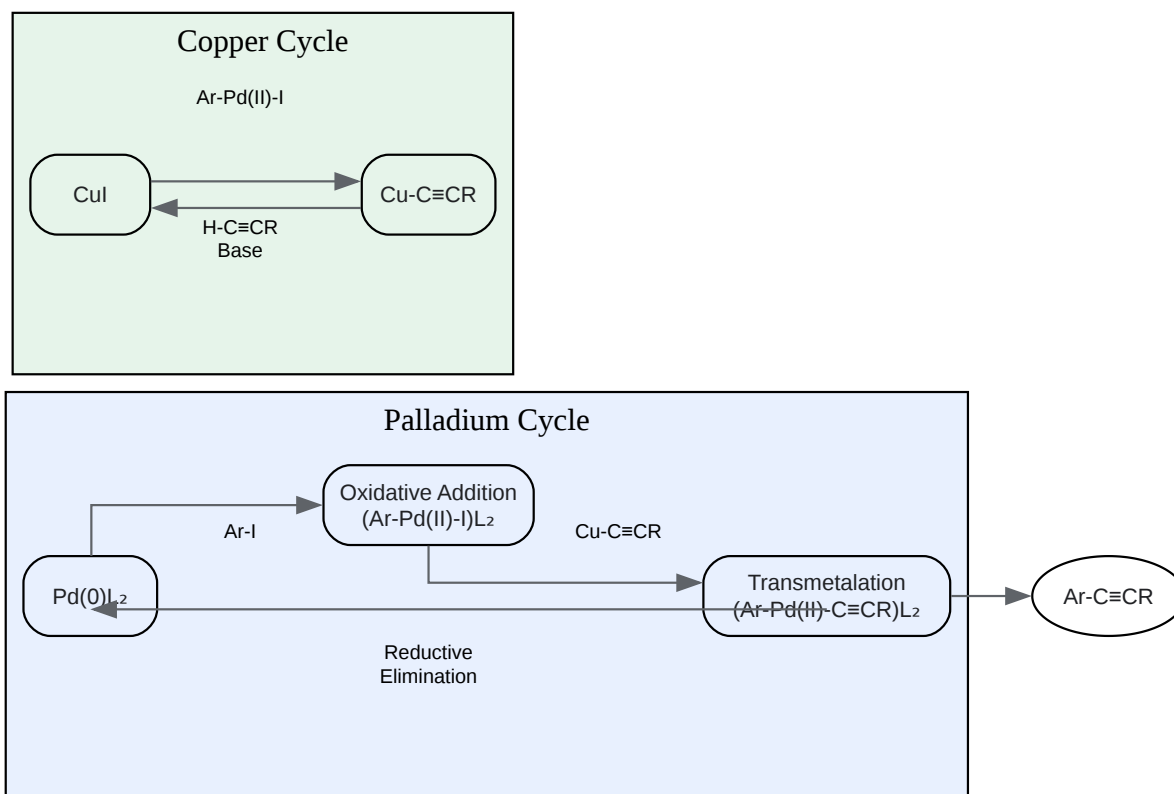 Copper Cycle
Ar-Pd(II)-I
CuI
Cu-C≡CR
H-C≡CR
Base
Palladium Cycle
Oxidative Addition
(Ar-Pd(II)-I)L₂
Ar-I
Cu-C≡CR
Pd(0)L₂
Transmetalation
(Ar-Pd(II)-C≡CR)L₂
Ar-C≡CR
Reductive
Elimination